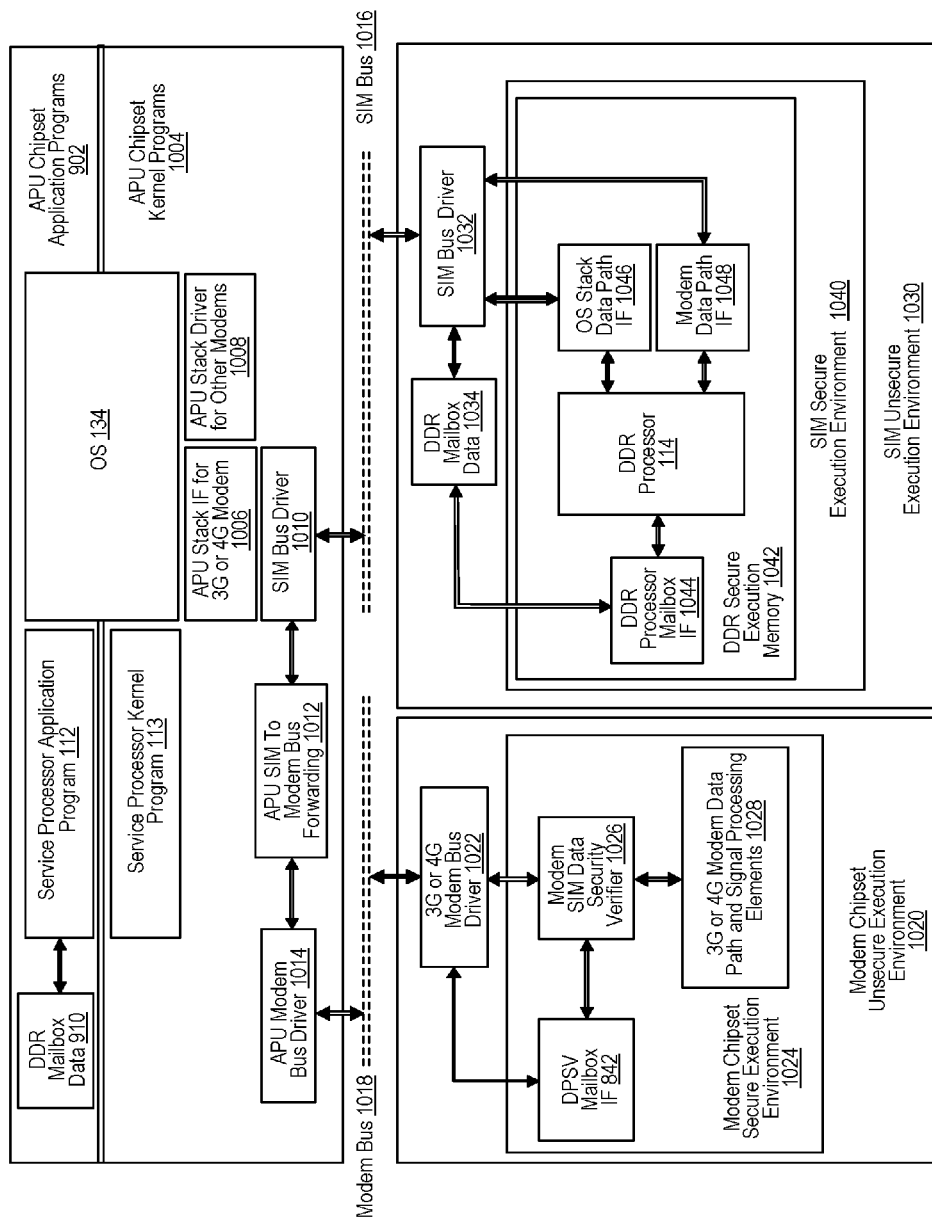 APU Chipset
Application Programs
902
APU Chipset
Kernel Programs
1004
OS 134
Service Processor Application
Program 112
Service Processor Kernel
Program 113
DDR
Mailbox
Data 910
APU Stack IF for
3G or 4G Modem
1006
APU Stack Driver
for Other Modems
1008
SIM Bus Driver
1010
APU SIM To
Modem Bus
Forwarding 1012
APU Modem
Bus Driver 1014
Modem Bus 1018
SIM Bus 1016
3G or 4G
Modem Bus
Driver 1022
Modem
SIM Data
Security
Verifier 1026
DPSV
Mailbox
IF 842
3G or 4G Modem Data
Path and Signal Processing
Elements 1028
Modem Chipset
Secure Execution
Environment
1024
Modem Chipset
Unsecure Execution
Environment
1020
SIM Bus Driver
1032
DDR
Mailbox
Data 1034
OS Stack
Data Path
IF 1046
Modem
Data Path
IF 1048
DDR
Processor
114
DDR
Processor
Mailbox
IF 1044
DDR Secure
Execution
Memory 1042
SIM Secure
Execution Environment 1040
SIM Unsecure
Execution Environment 1030